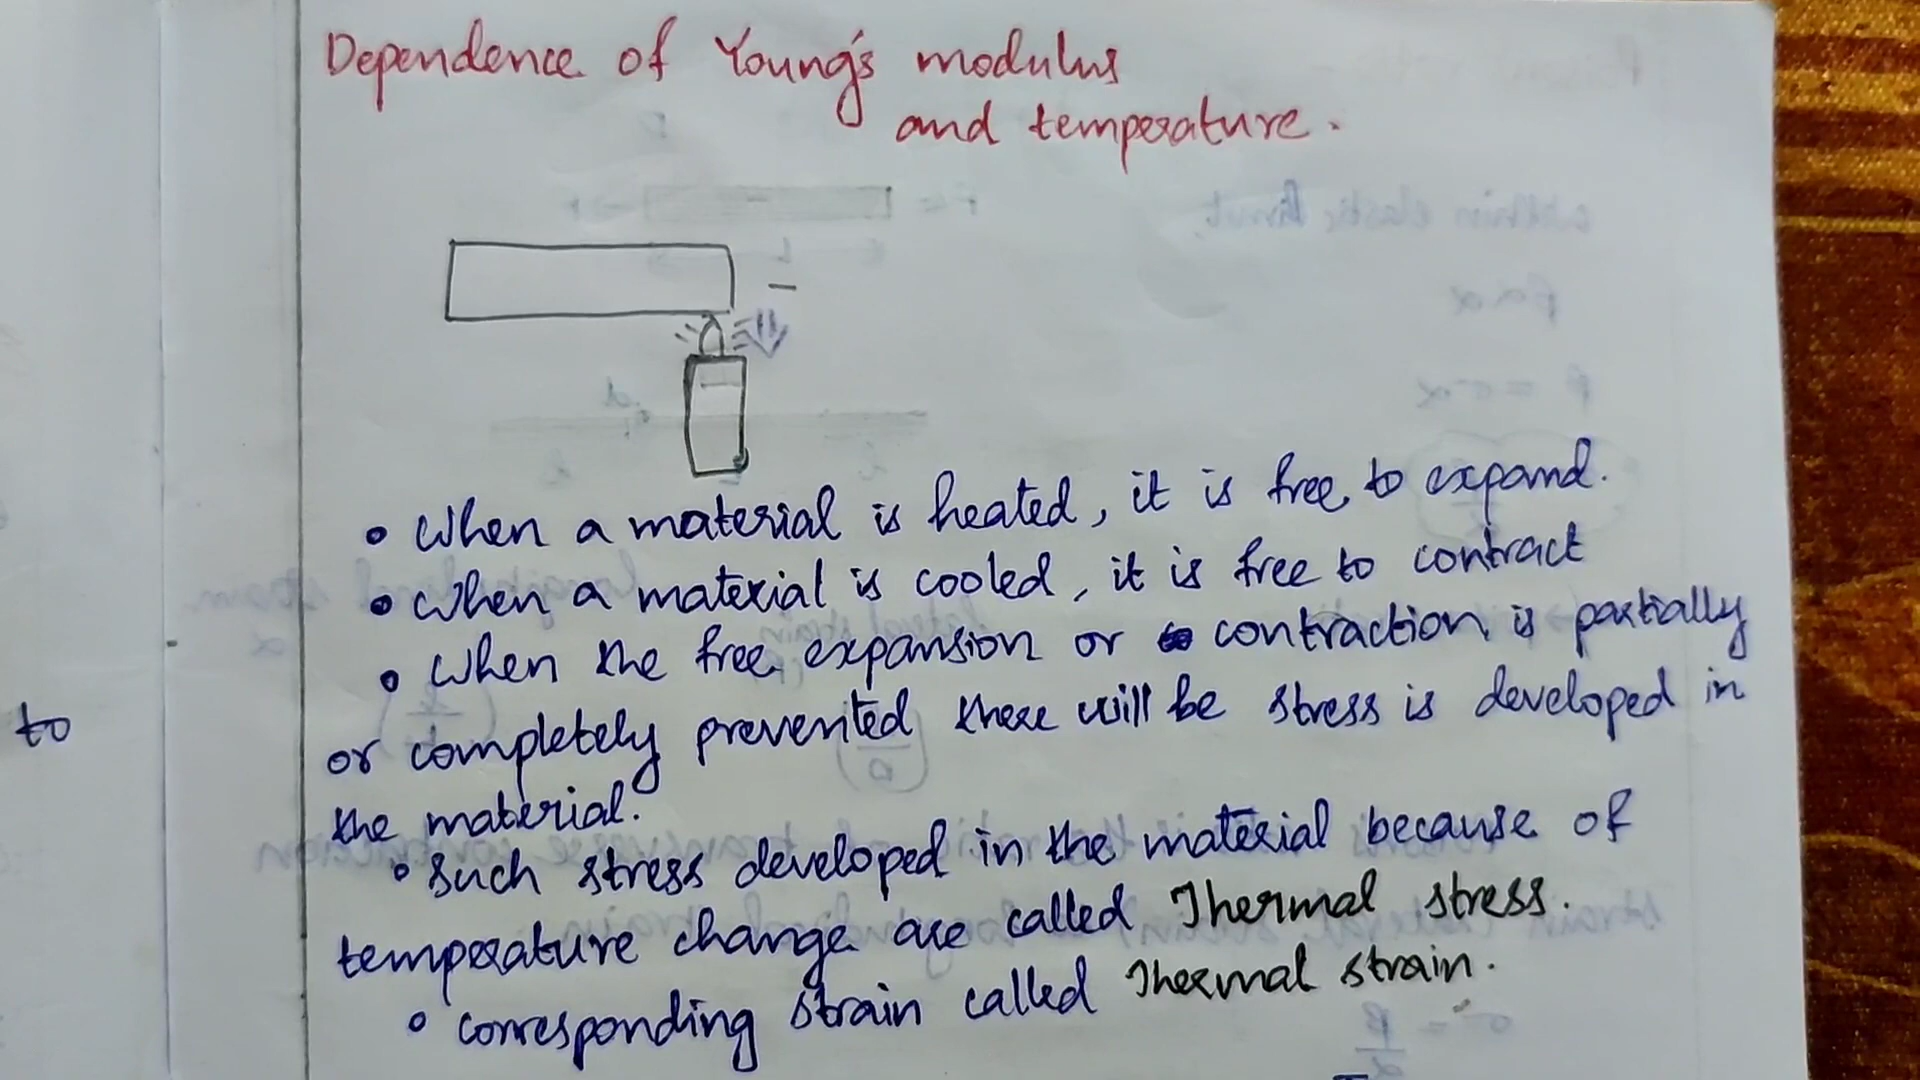 Dependence of Young's modulus
and temperature.
• When a material is heated, it is free to expand.
• When a material is cooled, it is free to contract
• When the free expansion or contraction is partially
or completely prevented there will be stress is developed in
the material.
• Such stress developed in the material because of
temperature change are called Thermal stress.
• corresponding strain called Thermal strain.
to